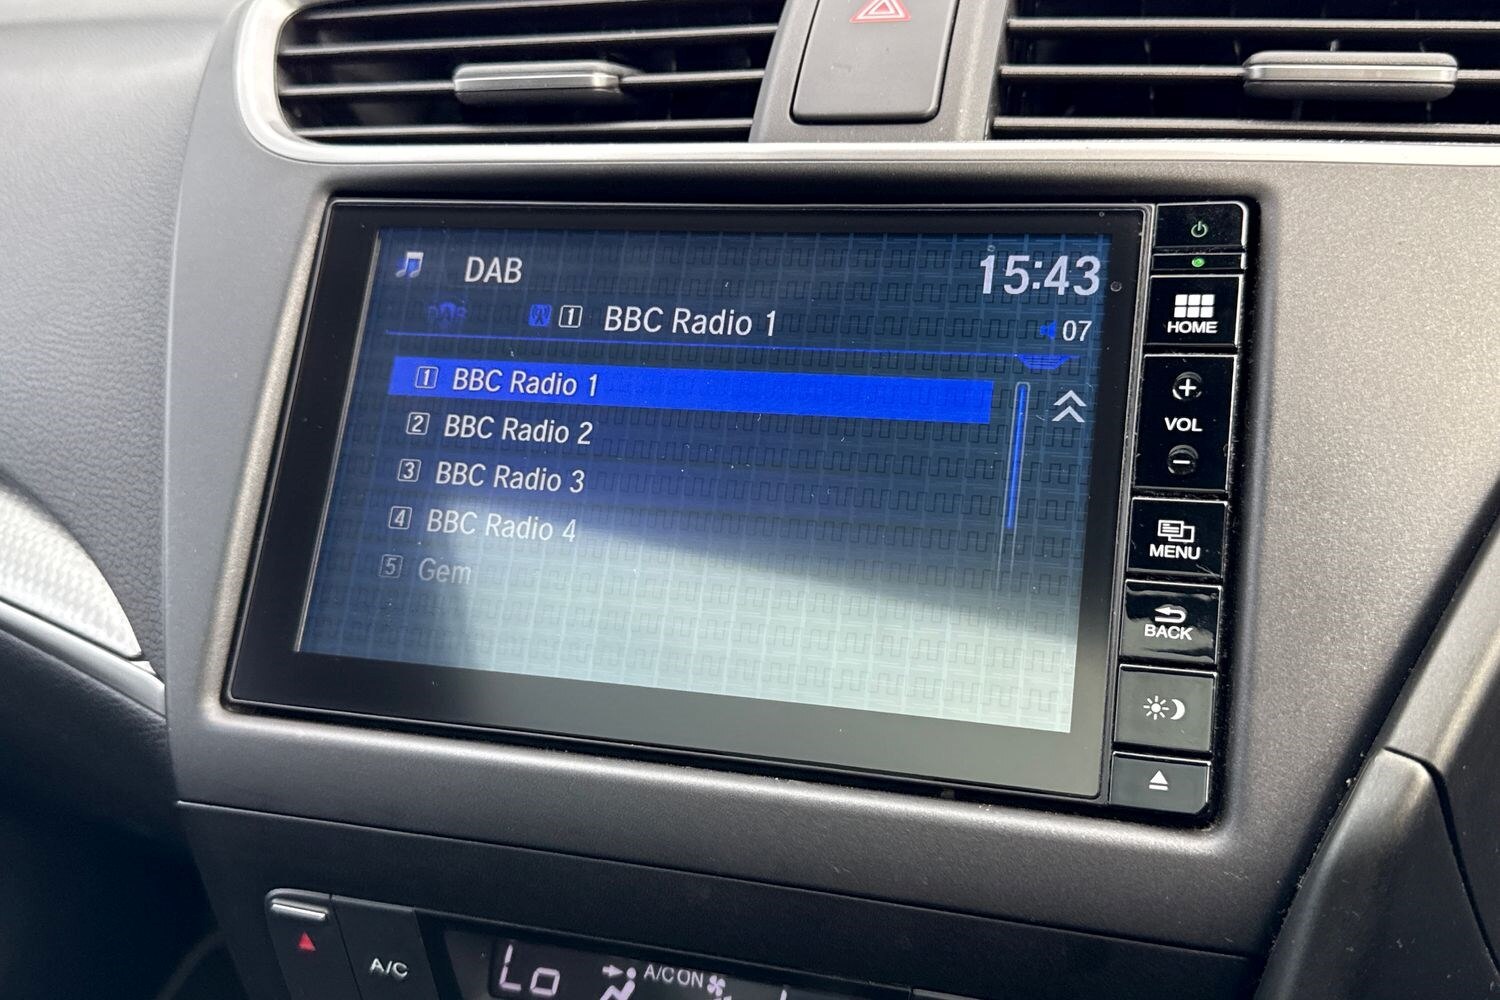 DAB
15:43
DAB
1 BBC Radio 1
07
1 BBC Radio 1
2 BBC Radio 2
3 BBC Radio 3
4 BBC Radio 4
5 Gem
HOME
+
VOL
−
MENU
BACK
A/C
Lo
A/C ON